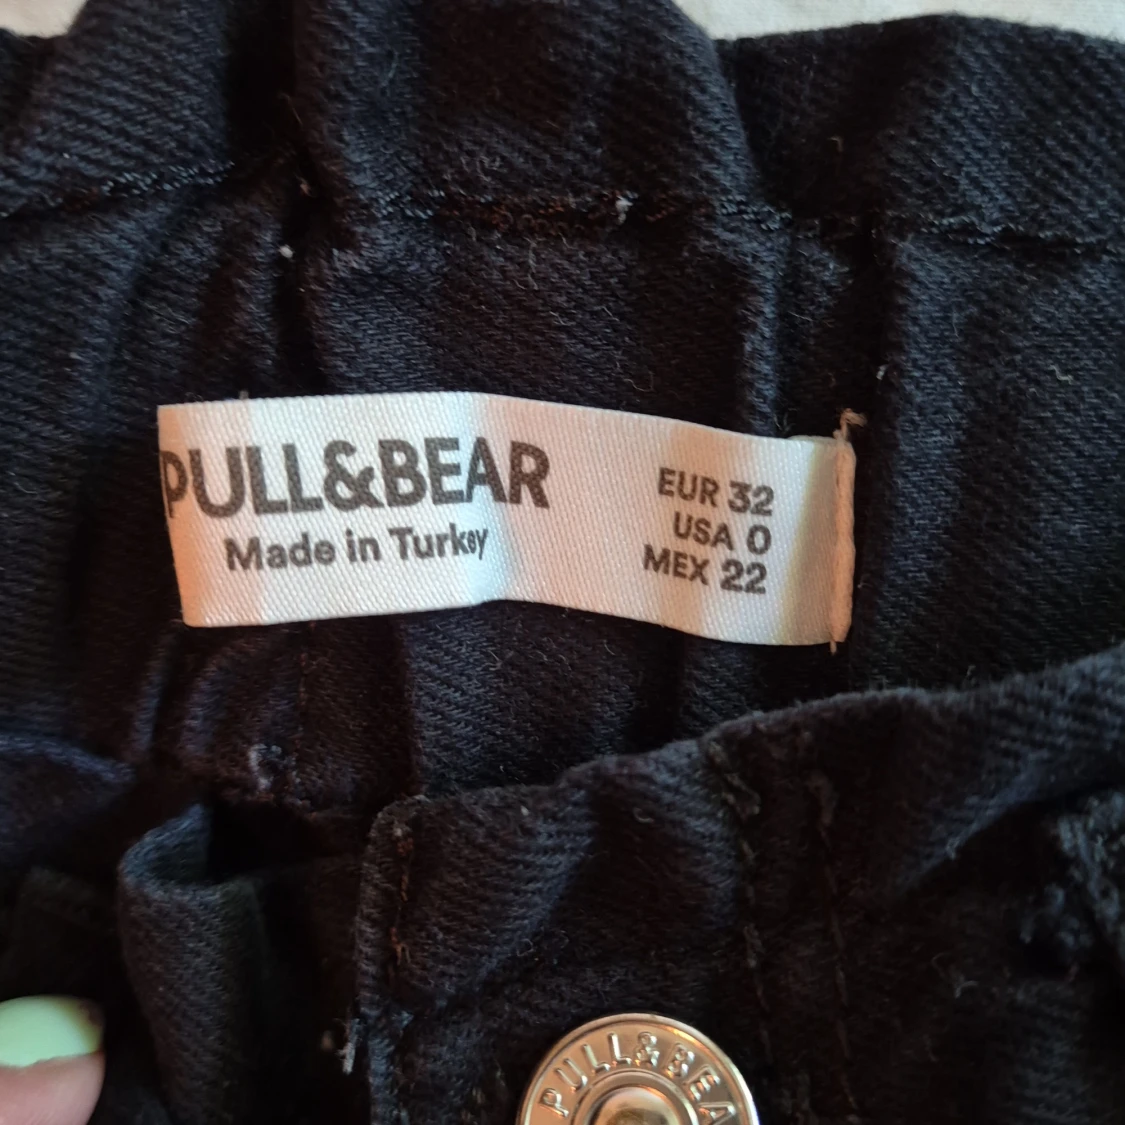 PULL&BEAR
Made in Turkey
EUR 32
USA 0
MEX 22
PULL&BEA